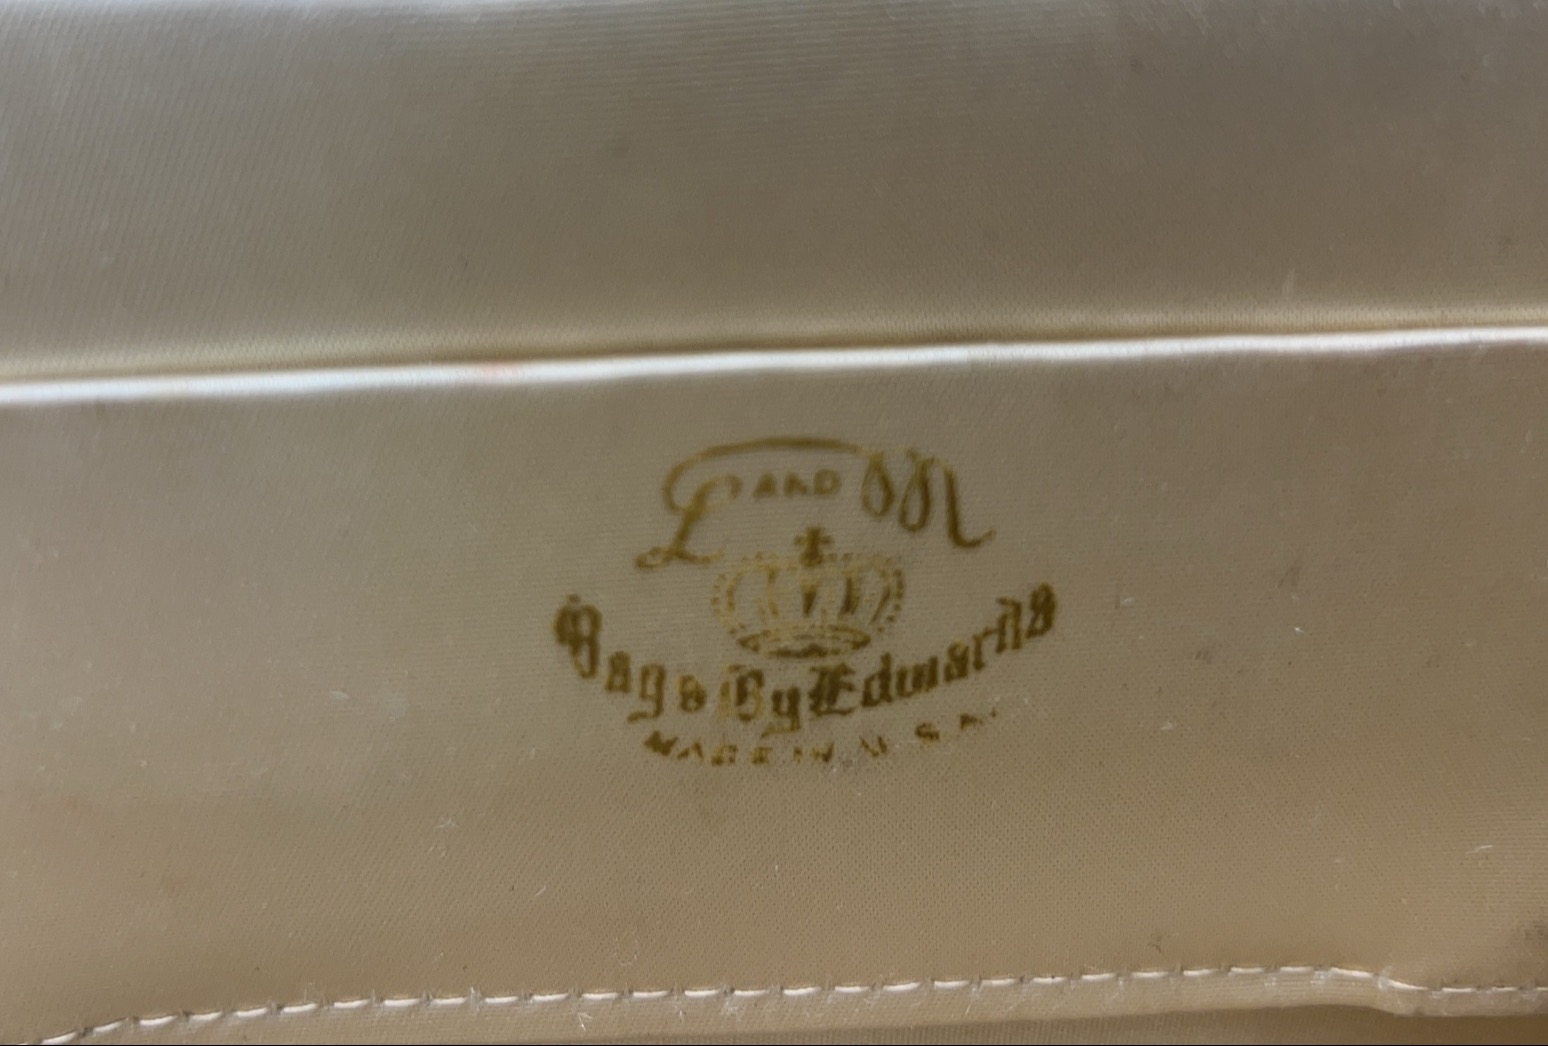 L AND M
Bags By Edwards
MADE IN U.S.A.